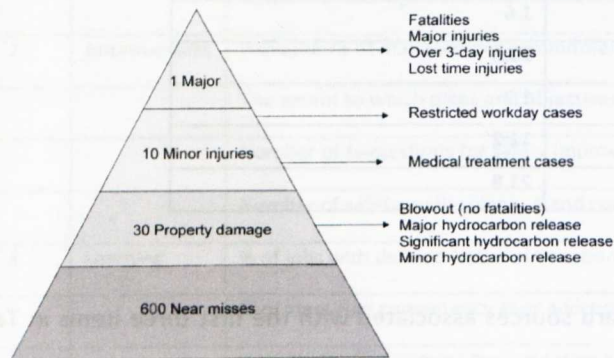 Fatalities
Major injuries
Over 3-day injuries
Lost time injuries
1 Major
Restricted workday cases
10 Minor injuries
Medical treatment cases
Blowout (no fatalities)
30 Property damage
Major hydrocarbon release
Significant hydrocarbon release
Minor hydrocarbon release
600 Near misses